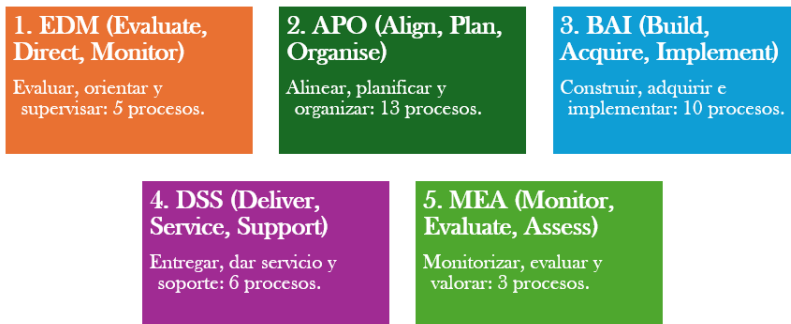 1. EDM (Evaluate,
Direct, Monitor)
Evaluar, orientar y
supervisar: 5 procesos.
2. APO (Align, Plan,
Organise)
Alinear, planificar y
organizar: 13 procesos.
3. BAI (Build,
Acquire, Implement)
Construir, adquirir e
implementar: 10 procesos.
4. DSS (Deliver,
Service, Support)
Entregar, dar servicio y
soporte: 6 procesos.
5. MEA (Monitor,
Evaluate, Assess)
Monitorizar, evaluar y
valorar: 3 procesos.